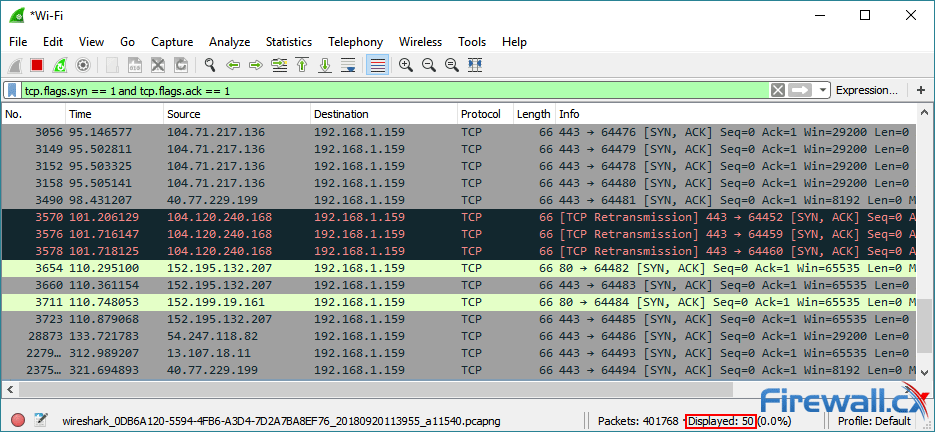 *Wi-Fi
File Edit View Go Capture Analyze Statistics Telephony Wireless Tools Help
tcp.flags.syn == 1 and tcp.flags.ack == 1 Expression... +
No. Time Source Destination Protocol Length Info
3056 95.146577 104.71.217.136 192.168.1.159 TCP 66 443 → 64476 [SYN, ACK] Seq=0 Ack=1 Win=29200 Len=0
3149 95.502811 104.71.217.136 192.168.1.159 TCP 66 443 → 64479 [SYN, ACK] Seq=0 Ack=1 Win=29200 Len=0
3152 95.503325 104.71.217.136 192.168.1.159 TCP 66 443 → 64478 [SYN, ACK] Seq=0 Ack=1 Win=29200 Len=0
3158 95.505141 104.71.217.136 192.168.1.159 TCP 66 443 → 64480 [SYN, ACK] Seq=0 Ack=1 Win=29200 Len=0
3490 98.431207 40.77.229.199 192.168.1.159 TCP 66 443 → 64481 [SYN, ACK] Seq=0 Ack=1 Win=8192 Len=0 M
3570 101.206129 104.120.240.168 192.168.1.159 TCP 66 [TCP Retransmission] 443 → 64452 [SYN, ACK] Seq=0 A
3576 101.716147 104.120.240.168 192.168.1.159 TCP 66 [TCP Retransmission] 443 → 64459 [SYN, ACK] Seq=0 A
3578 101.718125 104.120.240.168 192.168.1.159 TCP 66 [TCP Retransmission] 443 → 64460 [SYN, ACK] Seq=0 A
3654 110.295100 152.195.132.207 192.168.1.159 TCP 66 80 → 64482 [SYN, ACK] Seq=0 Ack=1 Win=65535 Len=0 M
3660 110.361154 152.195.132.207 192.168.1.159 TCP 66 443 → 64483 [SYN, ACK] Seq=0 Ack=1 Win=65535 Len=0
3711 110.748053 152.199.19.161 192.168.1.159 TCP 66 80 → 64484 [SYN, ACK] Seq=0 Ack=1 Win=65535 Len=0 M
3723 110.879068 152.195.132.207 192.168.1.159 TCP 66 443 → 64485 [SYN, ACK] Seq=0 Ack=1 Win=65535 Len=0
28873 133.721783 54.247.118.82 192.168.1.159 TCP 66 443 → 64486 [SYN, ACK] Seq=0 Ack=1 Win=29200 Len=0
2279… 312.989207 13.107.18.11 192.168.1.159 TCP 66 443 → 64493 [SYN, ACK] Seq=0 Ack=1 Win=65535 Len=0
2375… 321.694893 40.77.229.199 192.168.1.159 TCP 66 443 → 64494 [SYN, ACK] Seq=0 Ack=1 Win=8192 Len=0 M
Firewall.cx
wireshark_0DB6A120-5594-4FB6-A3D4-7D2A7BA8EF76_20180920113955_a11540.pcapng Packets: 401768 · Displayed: 50 (0.0%) Profile: Default